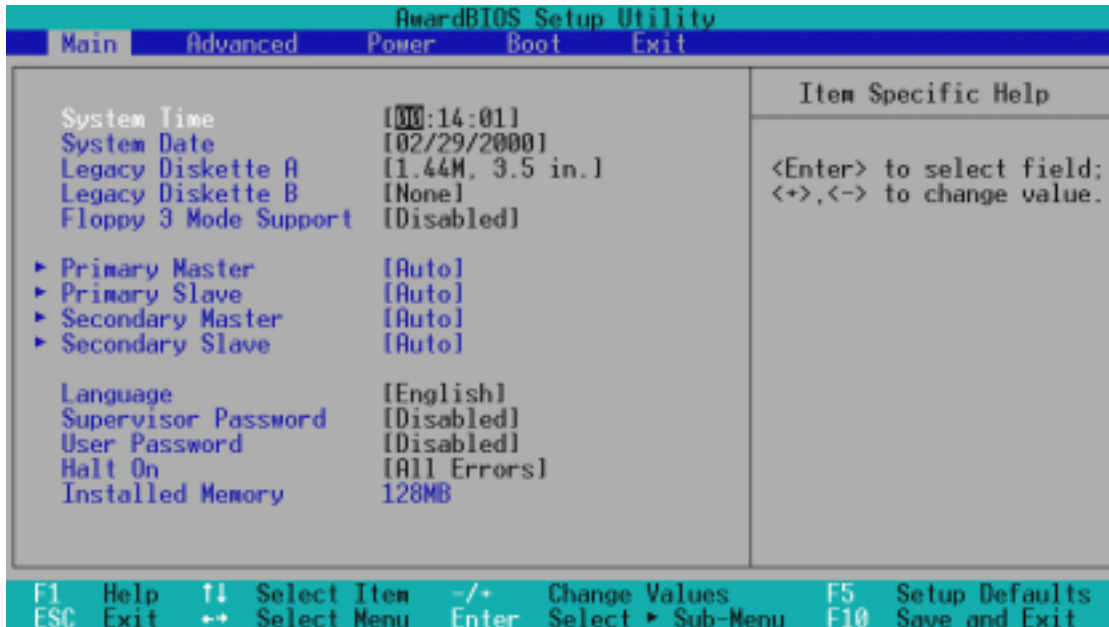 AwardBIOS Setup Utility
Main Advanced Power Boot Exit
System Time [00:14:01]
System Date [02/29/2000]
Legacy Diskette A [1.44M, 3.5 in.]
Legacy Diskette B [None]
Floppy 3 Mode Support [Disabled]
► Primary Master [Auto]
► Primary Slave [Auto]
► Secondary Master [Auto]
► Secondary Slave [Auto]
Language [English]
Supervisor Password [Disabled]
User Password [Disabled]
Halt On [All Errors]
Installed Memory 128MB
Item Specific Help
<Enter> to select field;
<+>,<-> to change value.
F1 Help ↑↓ Select Item -/+ Change Values F5 Setup Defaults
ESC Exit ←→ Select Menu Enter Select ► Sub-Menu F10 Save and Exit